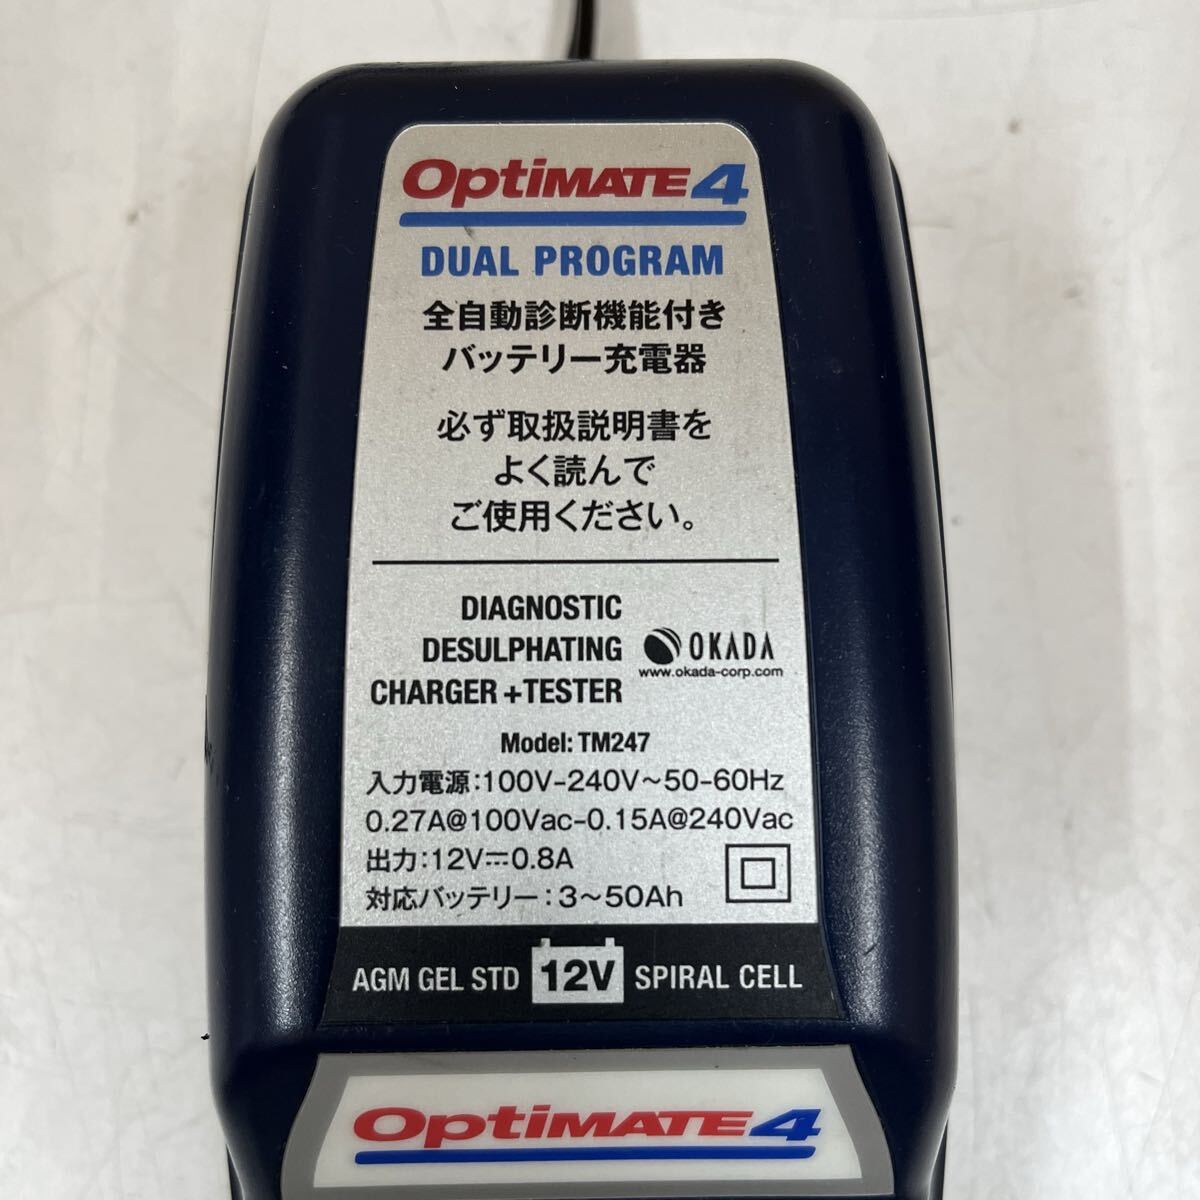 OptiMATE4
DUAL PROGRAM
全自動診断機能付き
バッテリー充電器
必ず取扱説明書を
よく読んで
ご使用ください。
DIAGNOSTIC
DESULPHATING
CHARGER +TESTER
OKADA
www.okada-corp.com
Model: TM247
入力電源:100V-240V～50-60Hz
0.27A@100Vac-0.15A@240Vac
出力:12V⎓0.8A
対応バッテリー:3～50Ah
AGM GEL STD 12V SPIRAL CELL
OptiMATE4